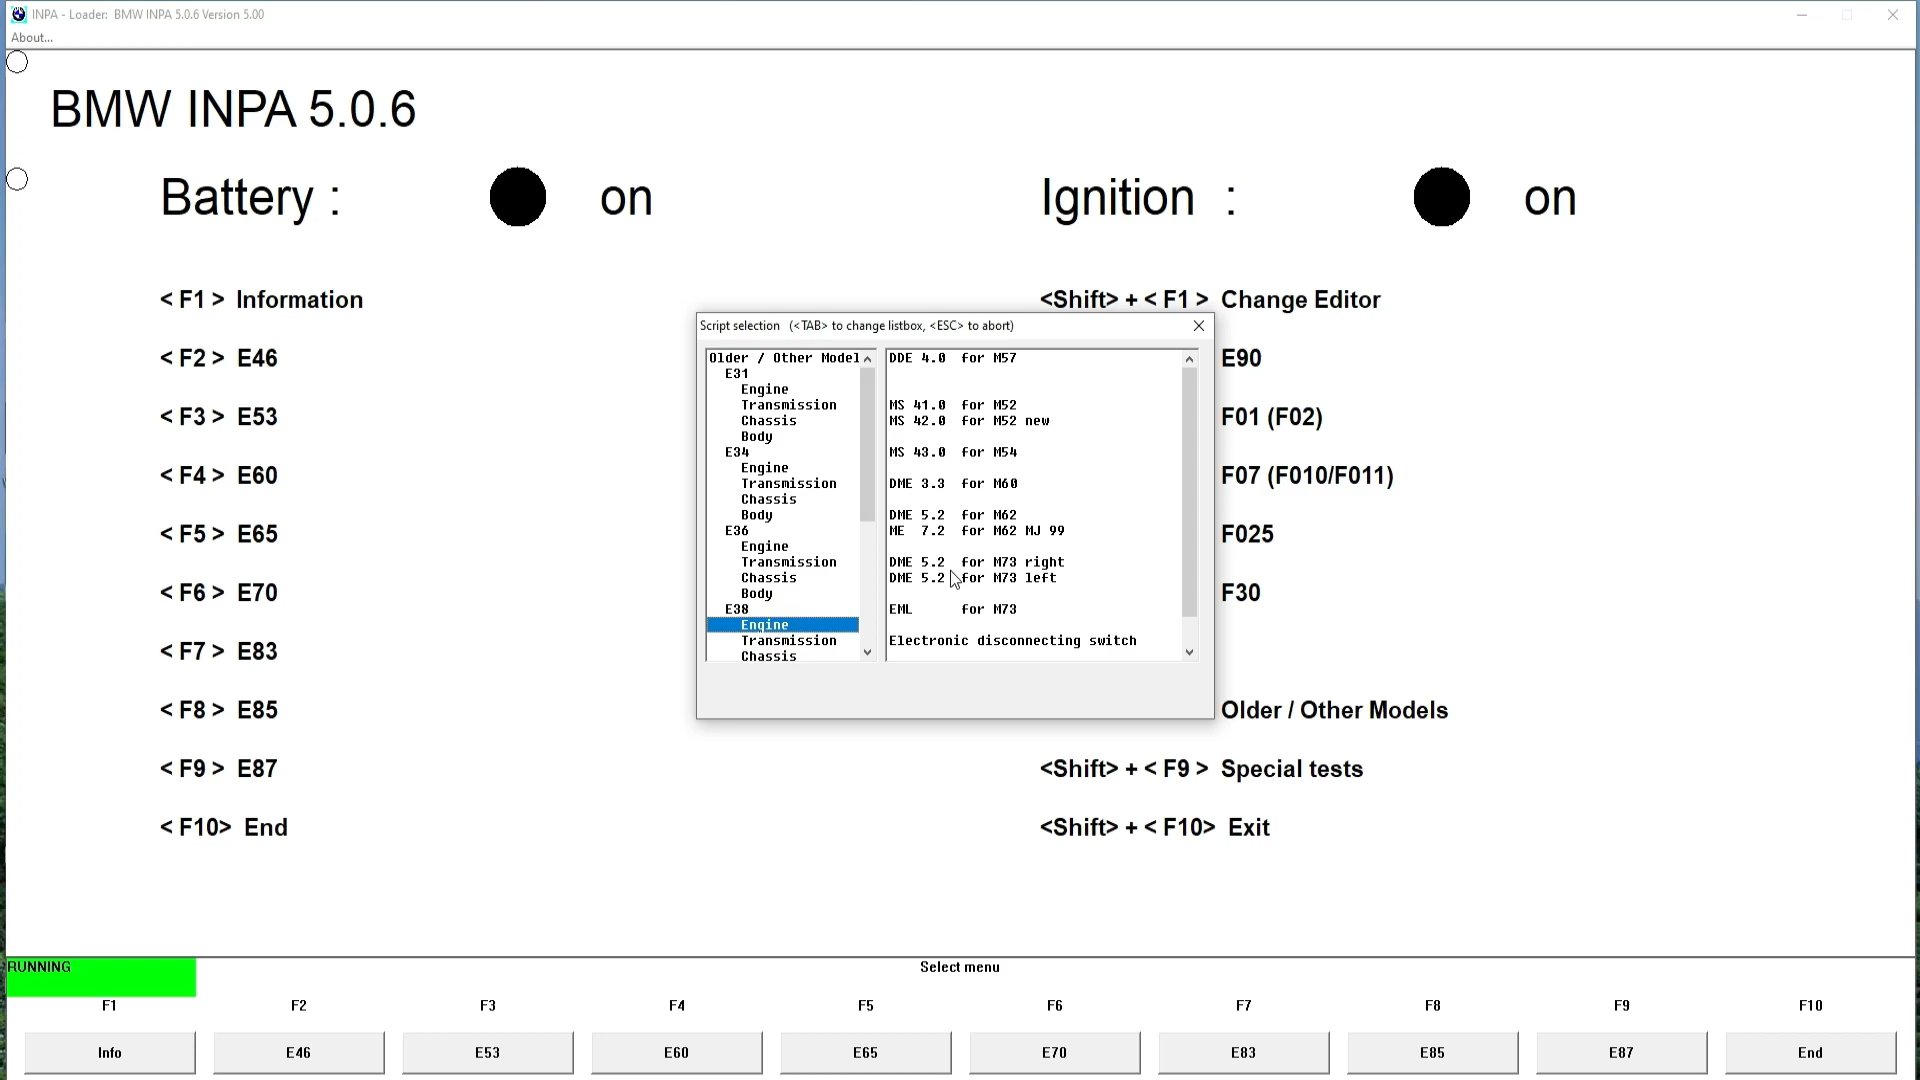 INPA - Loader: BMW INPA 5.0.6 Version 5.00
About...
BMW INPA 5.0.6
Battery : on
Ignition : on
< F1 > Information
< F2 > E46
< F3 > E53
< F4 > E60
< F5 > E65
< F6 > E70
< F7 > E83
< F8 > E85
< F9 > E87
< F10> End
<Shift> + < F1 > Change Editor
E90
F01 (F02)
F07 (F010/F011)
F025
F30
Older / Other Models
<Shift> + < F9 > Special tests
<Shift> + < F10> Exit
Script selection (<TAB> to change listbox, <ESC> to abort)
Older / Other Model
E31
Engine
Transmission
Chassis
Body
E34
Engine
Transmission
Chassis
Body
E36
Engine
Transmission
Chassis
Body
E38
Engine
Transmission
Chassis
DDE 4.0 for M57
MS 41.0 for M52
MS 42.0 for M52 new
MS 43.0 for M54
DME 3.3 for M60
DME 5.2 for M62
ME 7.2 for M62 MJ 99
DME 5.2 for M73 right
DME 5.2 for M73 left
EML for M73
Electronic disconnecting switch
RUNNING
Select menu
F1 F2 F3 F4 F5 F6 F7 F8 F9 F10
Info E46 E53 E60 E65 E70 E83 E85 E87 End